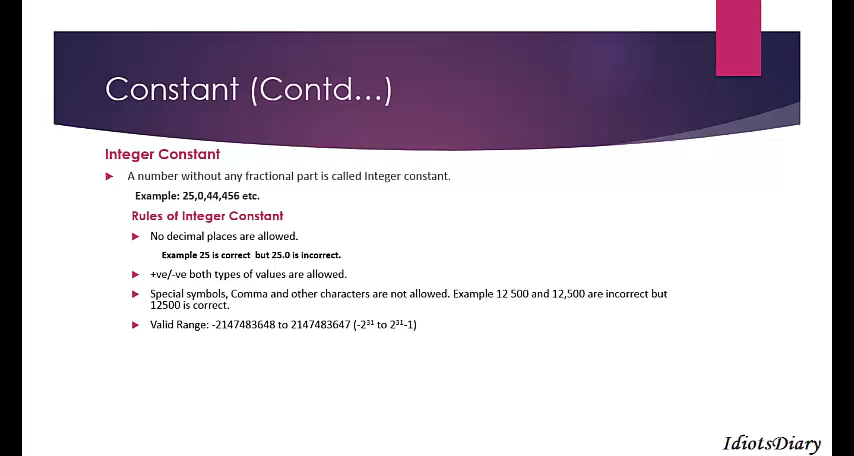 Constant (Contd...)
Integer Constant
A number without any fractional part is called Integer constant.
Example: 25,0,44,456 etc.
Rules of Integer Constant
No decimal places are allowed.
Example 25 is correct but 25.0 is incorrect.
+ve/-ve both types of values are allowed.
Special symbols, Comma and other characters are not allowed. Example 12 500 and 12,500 are incorrect but
12500 is correct.
Valid Range: -2147483648 to 2147483647 (-2³¹ to 2³¹-1)
IdiotsDiary